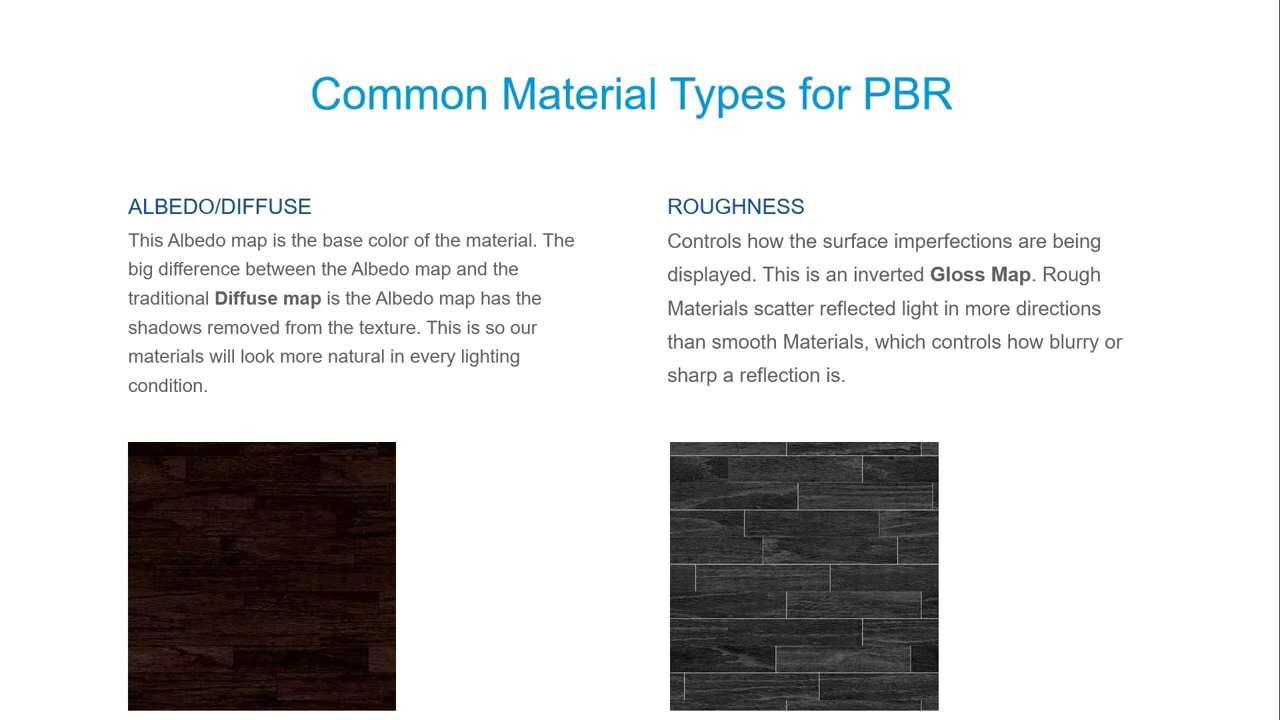 Common Material Types for PBR
ALBEDO/DIFFUSE
This Albedo map is the base color of the material. The
big difference between the Albedo map and the
traditional Diffuse map is the Albedo map has the
shadows removed from the texture. This is so our
materials will look more natural in every lighting
condition.
ROUGHNESS
Controls how the surface imperfections are being
displayed. This is an inverted Gloss Map. Rough
Materials scatter reflected light in more directions
than smooth Materials, which controls how blurry or
sharp a reflection is.